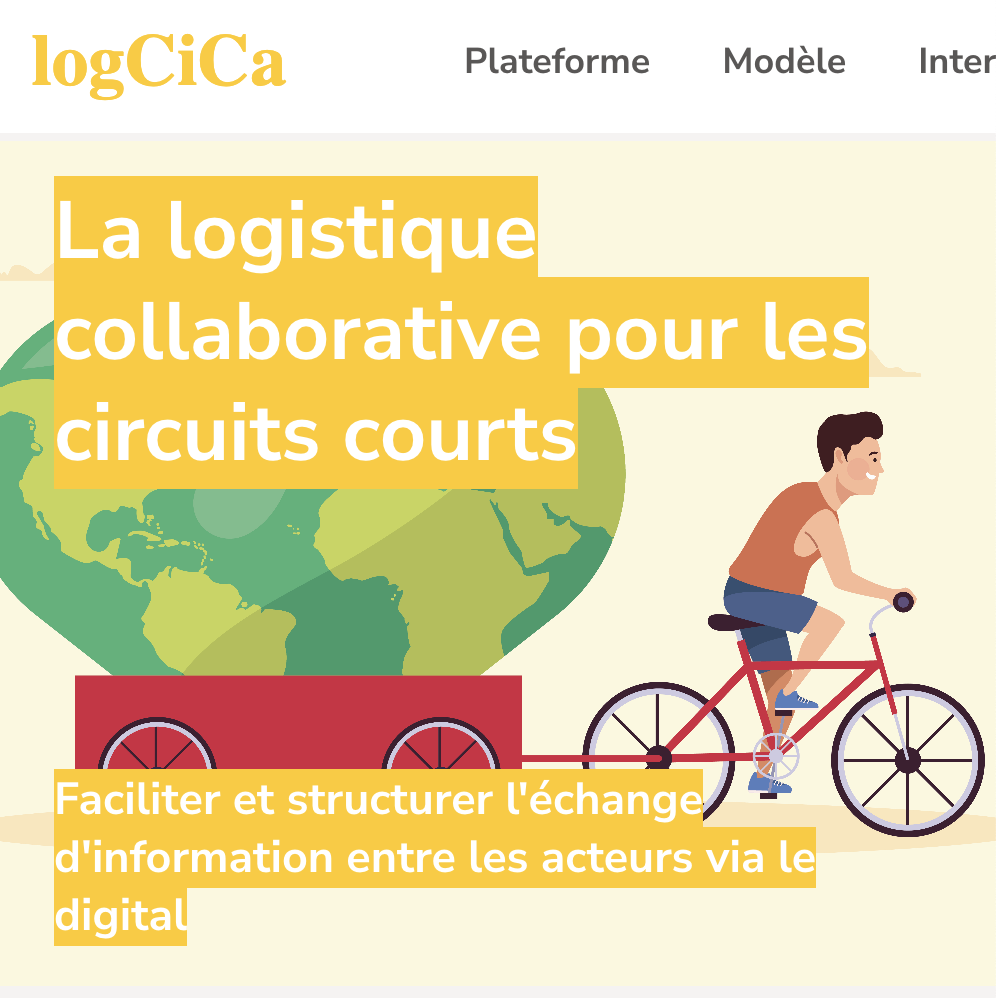 logCiCa
Plateforme Modèle Inter
La logistique
collaborative pour les
circuits courts
Faciliter et structurer l'échange
d'information entre les acteurs via le
digital